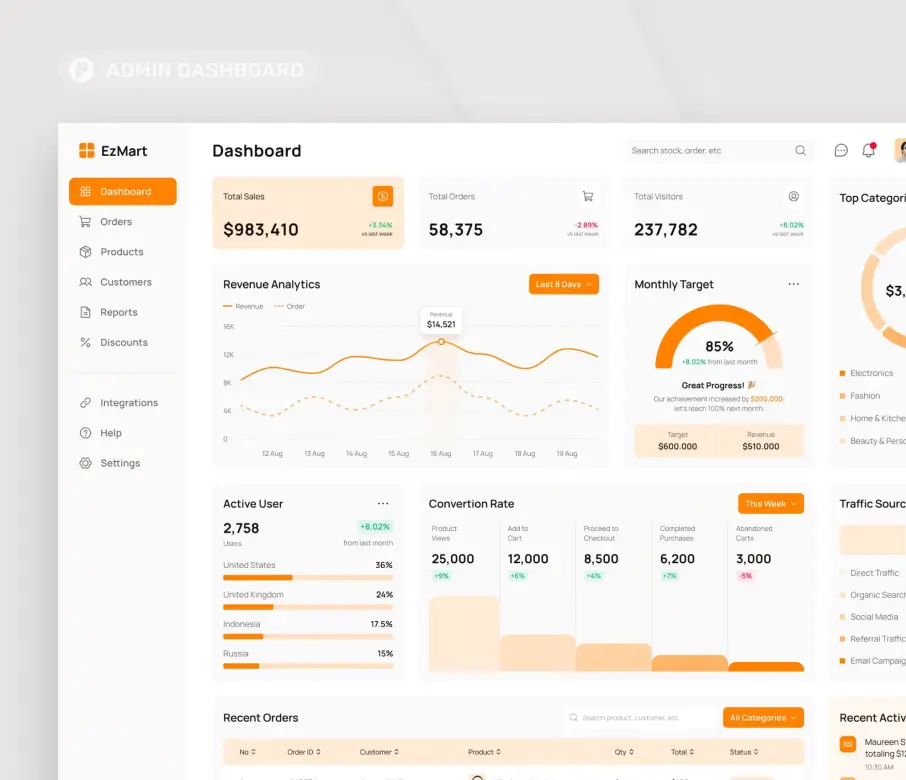 ADMIN DASHBOARD
EzMart
Dashboard
Search stock, order, etc
Dashboard
Orders
Products
Customers
Reports
Discounts
Integrations
Help
Settings
Total Sales
$983,410
+3.34%
vs last week
Total Orders
58,375
-2.89%
vs last week
Total Visitors
237,782
+8.02%
vs last week
Revenue Analytics
Last 8 Days
Revenue
Order
16K
12K
8K
4K
0
Revenue
$14,521
12 Aug
13 Aug
14 Aug
15 Aug
16 Aug
17 Aug
18 Aug
19 Aug
Monthly Target
85%
+8.02% from last month
Great Progress! 🎉
Our achievement increased by $200,000;
let's reach 100% next month.
Target
$600.000
Revenue
$510.000
Top Categori
$3,
Electronics
Fashion
Home & Kitche
Beauty & Perso
Active User
2,758
Users
+8.02%
from last month
United States
36%
United Kingdom
24%
Indonesia
17.5%
Russia
15%
Convertion Rate
This Week
Product
Views
25,000
+9%
Add to
Cart
12,000
+6%
Proceed to
Checkout
8,500
+4%
Completed
Purchases
6,200
+7%
Abandoned
Carts
3,000
-5%
Traffic Sourc
Direct Traffic
Organic Search
Social Media
Referral Traffic
Email Campaig
Recent Orders
Search product, customer, etc
All Categories
No
Order ID
Customer
Product
Qty
Total
Status
Recent Activ
Maureen S
totaling $12
10:30 AM